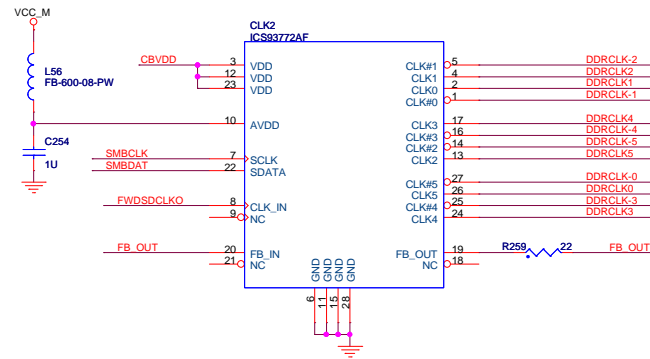 VCC_M
CLK2
ICS93772AF
L56
FB-600-08-PW
C254
1U
CBVDD
3 VDD
12 VDD
23 VDD
10 AVDD
SMBCLK 7 SCLK
SMBDAT 22 SDATA
FWDSDCLKO 8 CLK_IN
9 NC
FB_OUT 20 FB_IN
21 NC
CLK#1 5 DDRCLK-2
CLK1 4 DDRCLK2
CLK0 2 DDRCLK1
CLK#0 1 DDRCLK-1
CLK3 17 DDRCLK4
CLK#3 16 DDRCLK-4
CLK#2 14 DDRCLK-5
CLK2 13 DDRCLK5
CLK#5 27 DDRCLK-0
CLK5 26 DDRCLK0
CLK#4 25 DDRCLK-3
CLK4 24 DDRCLK3
FB_OUT 19 R259 22 FB_OUT
NC 18
GND GND GND GND
6 11 15 28